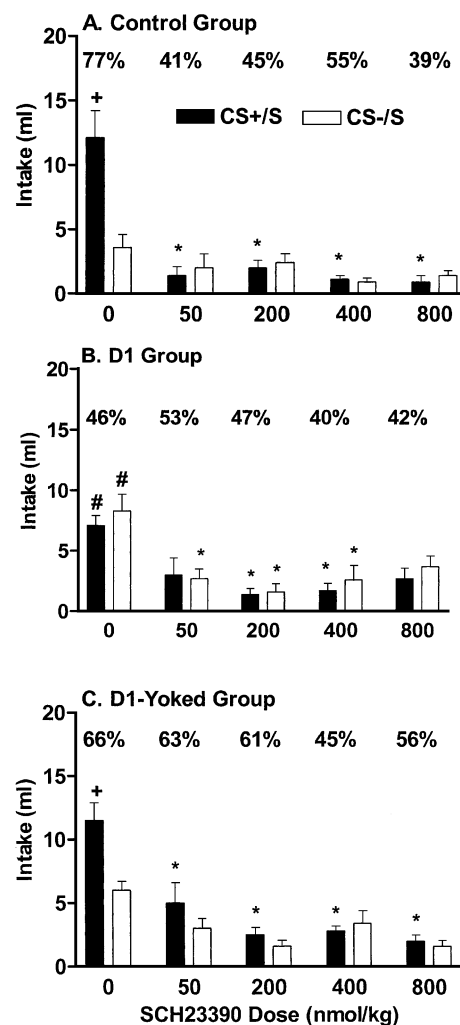 A. Control Group
20
77% 41% 45% 55% 39%
+
15
CS+/S CS-/S
Intake (ml)
10
5
* * * *
0
0 50 200 400 800
B. D1 Group
20
46% 53% 47% 40% 42%
15
Intake (ml)
10
# #
5
* * * * *
0
0 50 200 400 800
C. D1-Yoked Group
20
66% 63% 61% 45% 56%
15
+
Intake (ml)
10
5
* * * *
0
0 50 200 400 800
SCH23390 Dose (nmol/kg)